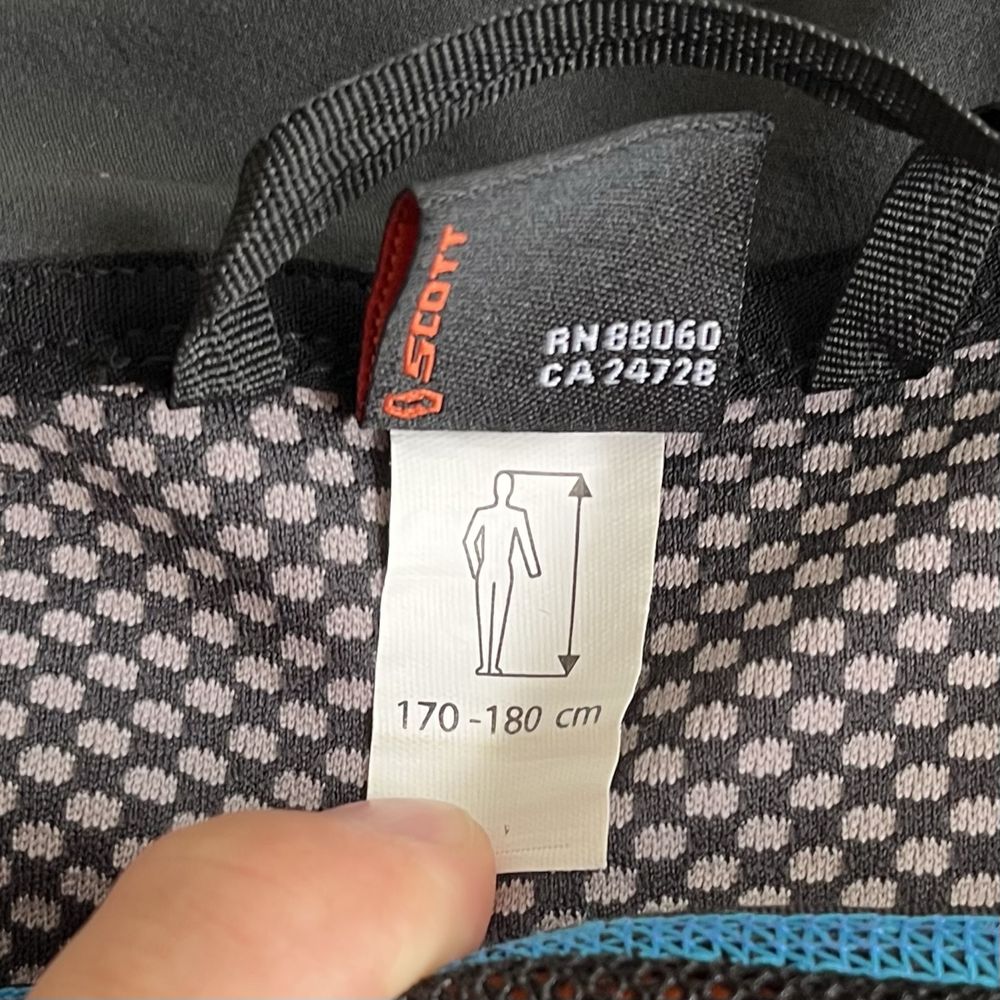 SCOTT
RN 88060
CA 24728
170 - 180 cm